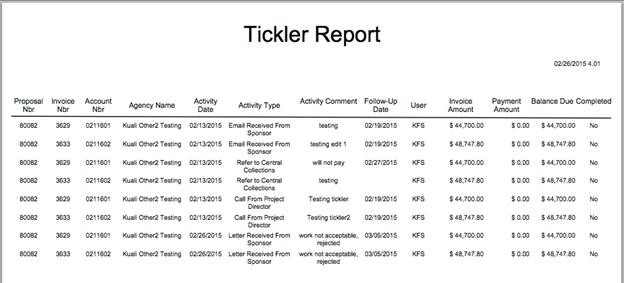 Tickler Report
02/26/2015 4.01
Proposal Nbr Invoice Nbr Account Nbr Agency Name Activity Date Activity Type Activity Comment Follow-Up Date User Invoice Amount Payment Amount Balance Due Completed
80082 3629 0211601 Kuali Other2 Testing 02/13/2015 Email Received From Sponsor testing 02/19/2015 KFS $ 44,700.00 $ 0.00 $ 44,700.00 No
80082 3633 0211602 Kuali Other2 Testing 02/13/2015 Email Received From Sponsor testing edit 1 02/19/2015 KFS $ 48,747.80 $ 0.00 $ 48,747.80 No
80082 3629 0211601 Kuali Other2 Testing 02/13/2015 Refer to Central Collections will not pay 02/27/2015 KFS $ 44,700.00 $ 0.00 $ 44,700.00 No
80082 3633 0211602 Kuali Other2 Testing 02/13/2015 Refer to Central Collections testing KFS $ 48,747.80 $ 0.00 $ 48,747.80 No
80082 3629 0211601 Kuali Other2 Testing 02/13/2015 Call From Project Director Testing tickler 02/19/2015 KFS $ 44,700.00 $ 0.00 $ 44,700.00 No
80082 3633 0211602 Kuali Other2 Testing 02/13/2015 Call From Project Director Testing tickler2 02/19/2015 KFS $ 48,747.80 $ 0.00 $ 48,747.80 No
80082 3629 0211601 Kuali Other2 Testing 02/26/2015 Letter Received From Sponsor work not acceptable, rejected 03/05/2015 KFS $ 44,700.00 $ 0.00 $ 44,700.00 No
80082 3633 0211602 Kuali Other2 Testing 02/26/2015 Letter Received From Sponsor work not acceptable, rejected 03/05/2015 KFS $ 48,747.80 $ 0.00 $ 48,747.80 No